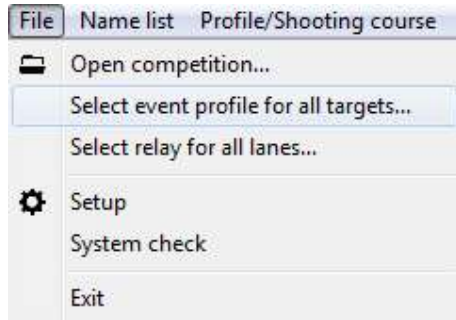 File Name list Profile/Shooting course
Open competition...
Select event profile for all targets...
Select relay for all lanes...
Setup
System check
Exit